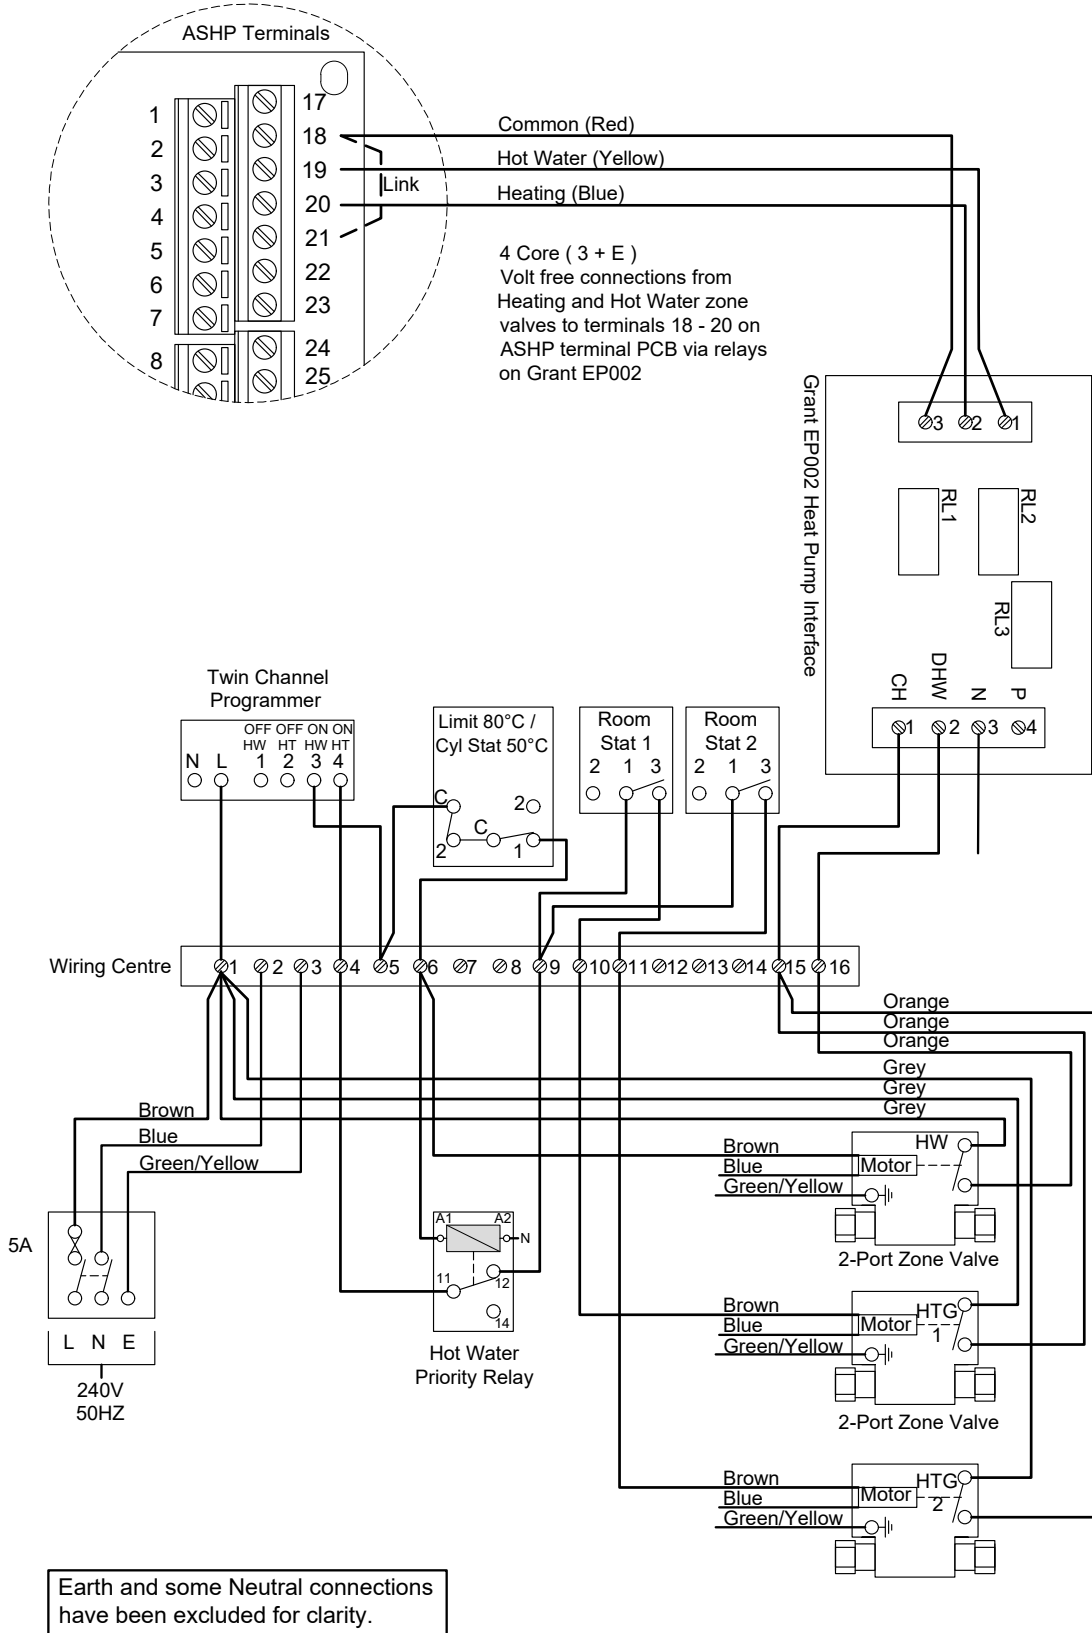 ASHP Terminals
1
2
3
4
5
6
7
8
17
18
19
20
21
22
23
24
25
Link
Common (Red)
Hot Water (Yellow)
Heating (Blue)
4 Core ( 3 + E )
Volt free connections from
Heating and Hot Water zone
valves to terminals 18 - 20 on
ASHP terminal PCB via relays
on Grant EP002
Grant EP002 Heat Pump Interface
3 2 1
RL1
RL2
RL3
CH DHW N P
1 2 3 4
Twin Channel
Programmer
OFF OFF ON ON
HW HT HW HT
N L 1 2 3 4
Limit 80°C /
Cyl Stat 50°C
C 2
C
2 1
Room
Stat 1
2 1 3
Room
Stat 2
2 1 3
Wiring Centre
1 2 3 4 5 6 7 8 9 10 11 12 13 14 15 16
Orange
Orange
Orange
Grey
Grey
Grey
Brown
Blue
Green/Yellow
5A
L N E
240V
50HZ
A1 A2
N
11
12
14
Hot Water
Priority Relay
Brown
Blue
Green/Yellow
HW
Motor
2-Port Zone Valve
Brown
Blue
Green/Yellow
HTG
1
Motor
2-Port Zone Valve
Brown
Blue
Green/Yellow
HTG
2
Motor
Earth and some Neutral connections
have been excluded for clarity.